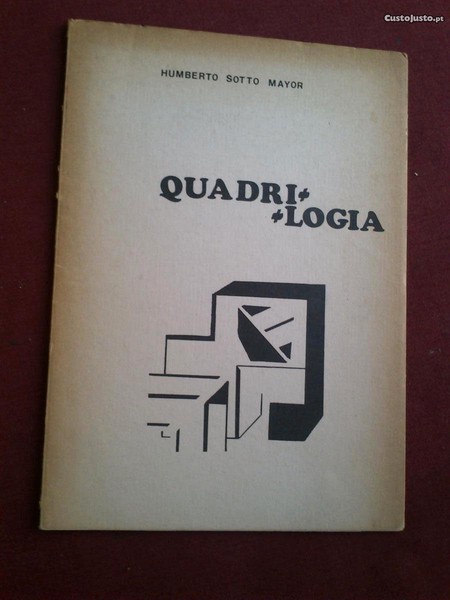 CustoJusto.pt
HUMBERTO SOTTO MAYOR
QUADRI≠
≠LOGIA